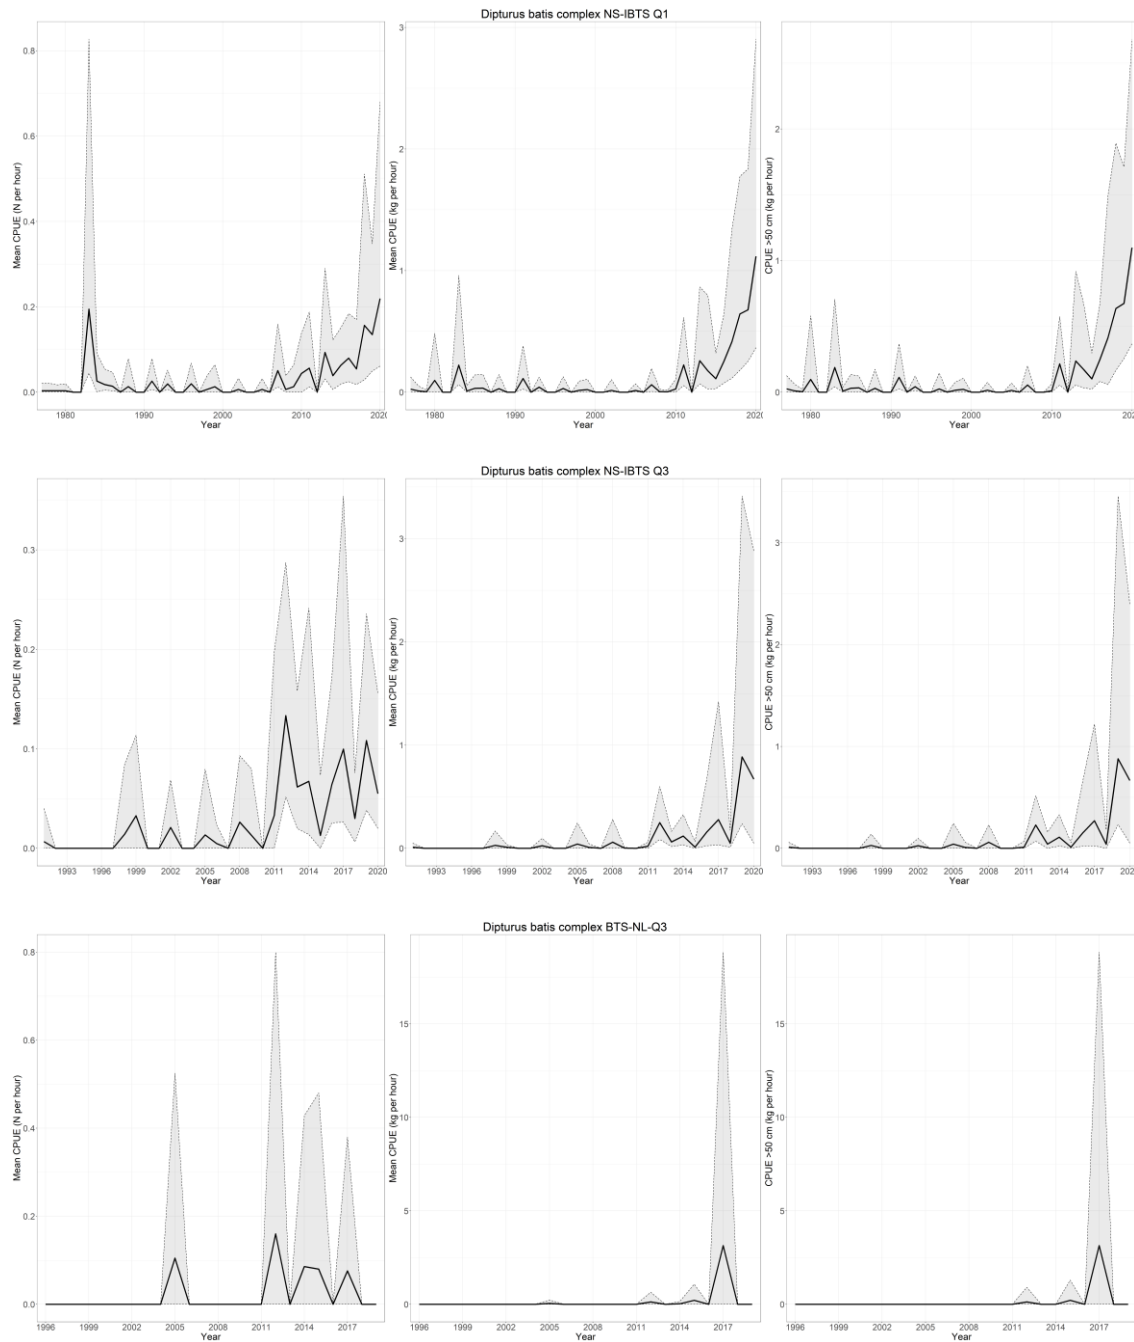 Dipturus batis complex NS-IBTS Q1
Mean CPUE (N per hour)
0.8
0.6
0.4
0.2
0.0
1980 1990 2000 2010 2020
Year
Mean CPUE (kg per hour)
3
2
1
0
1980 1990 2000 2010 2020
Year
CPUE >50 cm (kg per hour)
2
1
0
1980 1990 2000 2010 2020
Year
Dipturus batis complex NS-IBTS Q3
Mean CPUE (N per hour)
0.3
0.2
0.1
0.0
1993 1996 1999 2002 2005 2008 2011 2014 2017 2020
Year
Mean CPUE (kg per hour)
3
2
1
0
1993 1996 1999 2002 2005 2008 2011 2014 2017 2020
Year
CPUE >50 cm (kg per hour)
3
2
1
0
1993 1996 1999 2002 2005 2008 2011 2014 2017 2020
Year
Dipturus batis complex BTS-NL-Q3
Mean CPUE (N per hour)
0.8
0.6
0.4
0.2
0.0
1996 1999 2002 2005 2008 2011 2014 2017
Year
Mean CPUE (kg per hour)
15
10
5
0
1996 1999 2002 2005 2008 2011 2014 2017
Year
CPUE >50 cm (kg per hour)
15
10
5
0
1996 1999 2002 2005 2008 2011 2014 2017
Year